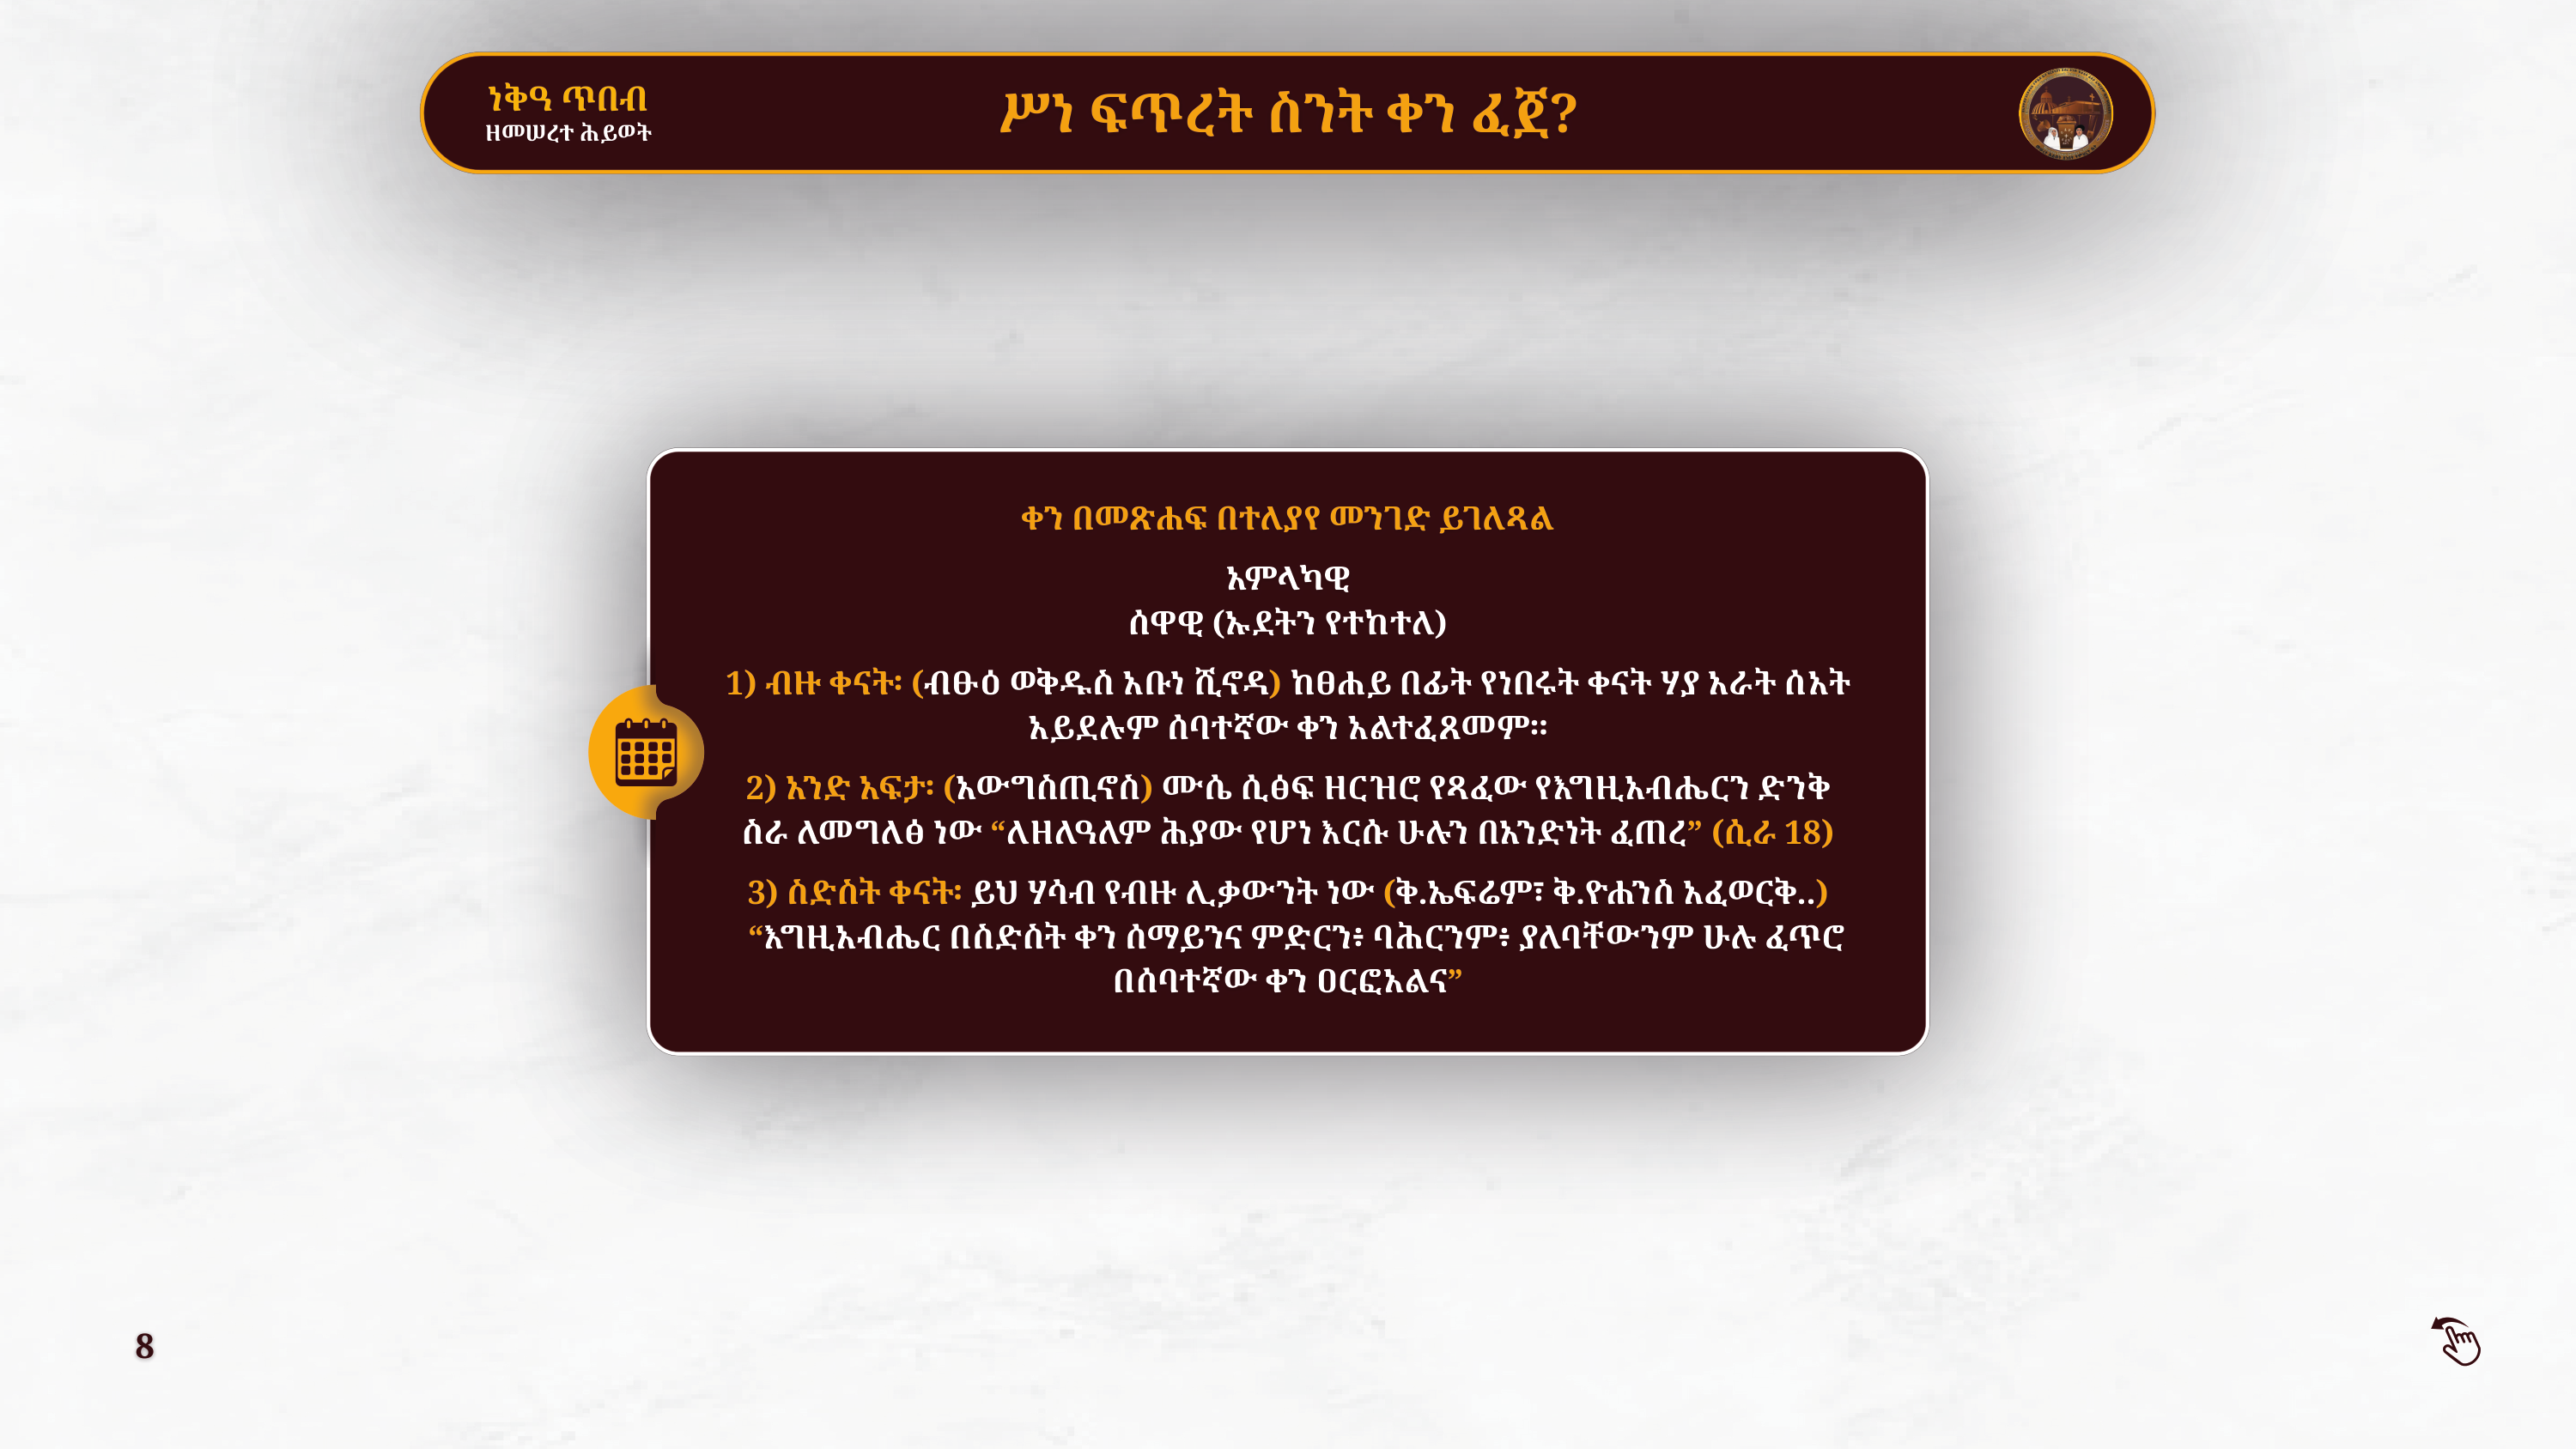 ነቅዓ ጥበብ
ዘመሠረተ ሕይወት
ሥነ ፍጥረት ስንት ቀን ፈጀ?
ቀን በመጽሐፍ በተለያየ መንገድ ይገለጻል
አምላካዊ
ሰዋዊ (ኡደትን የተከተለ)
1) ብዙ ቀናት፡ (ብፁዕ ወቅዱስ አቡነ ሺኖዳ) ከፀሐይ በፊት የነበሩት ቀናት ሃያ አራት ሰአት
አይደሉም ሰባተኛው ቀን አልተፈጸመም።
2) አንድ አፍታ፡ (አውግስጢኖስ) ሙሴ ሲፅፍ ዘርዝሮ የጻፈው የእግዚአብሔርን ድንቅ
ስራ ለመግለፅ ነው “ለዘለዓለም ሕያው የሆነ እርሱ ሁሉን በአንድነት ፈጠረ” (ሲራ 18)
3) ስድስት ቀናት፡ ይህ ሃሳብ የብዙ ሊቃውንት ነው (ቅ.ኤፍሬም፣ ቅ.ዮሐንስ አፈወርቅ..)
“እግዚአብሔር በስድስት ቀን ሰማይንና ምድርን፥ ባሕርንም፥ ያለባቸውንም ሁሉ ፈጥሮ
በሰባተኛው ቀን ዐርፎአልና”
8